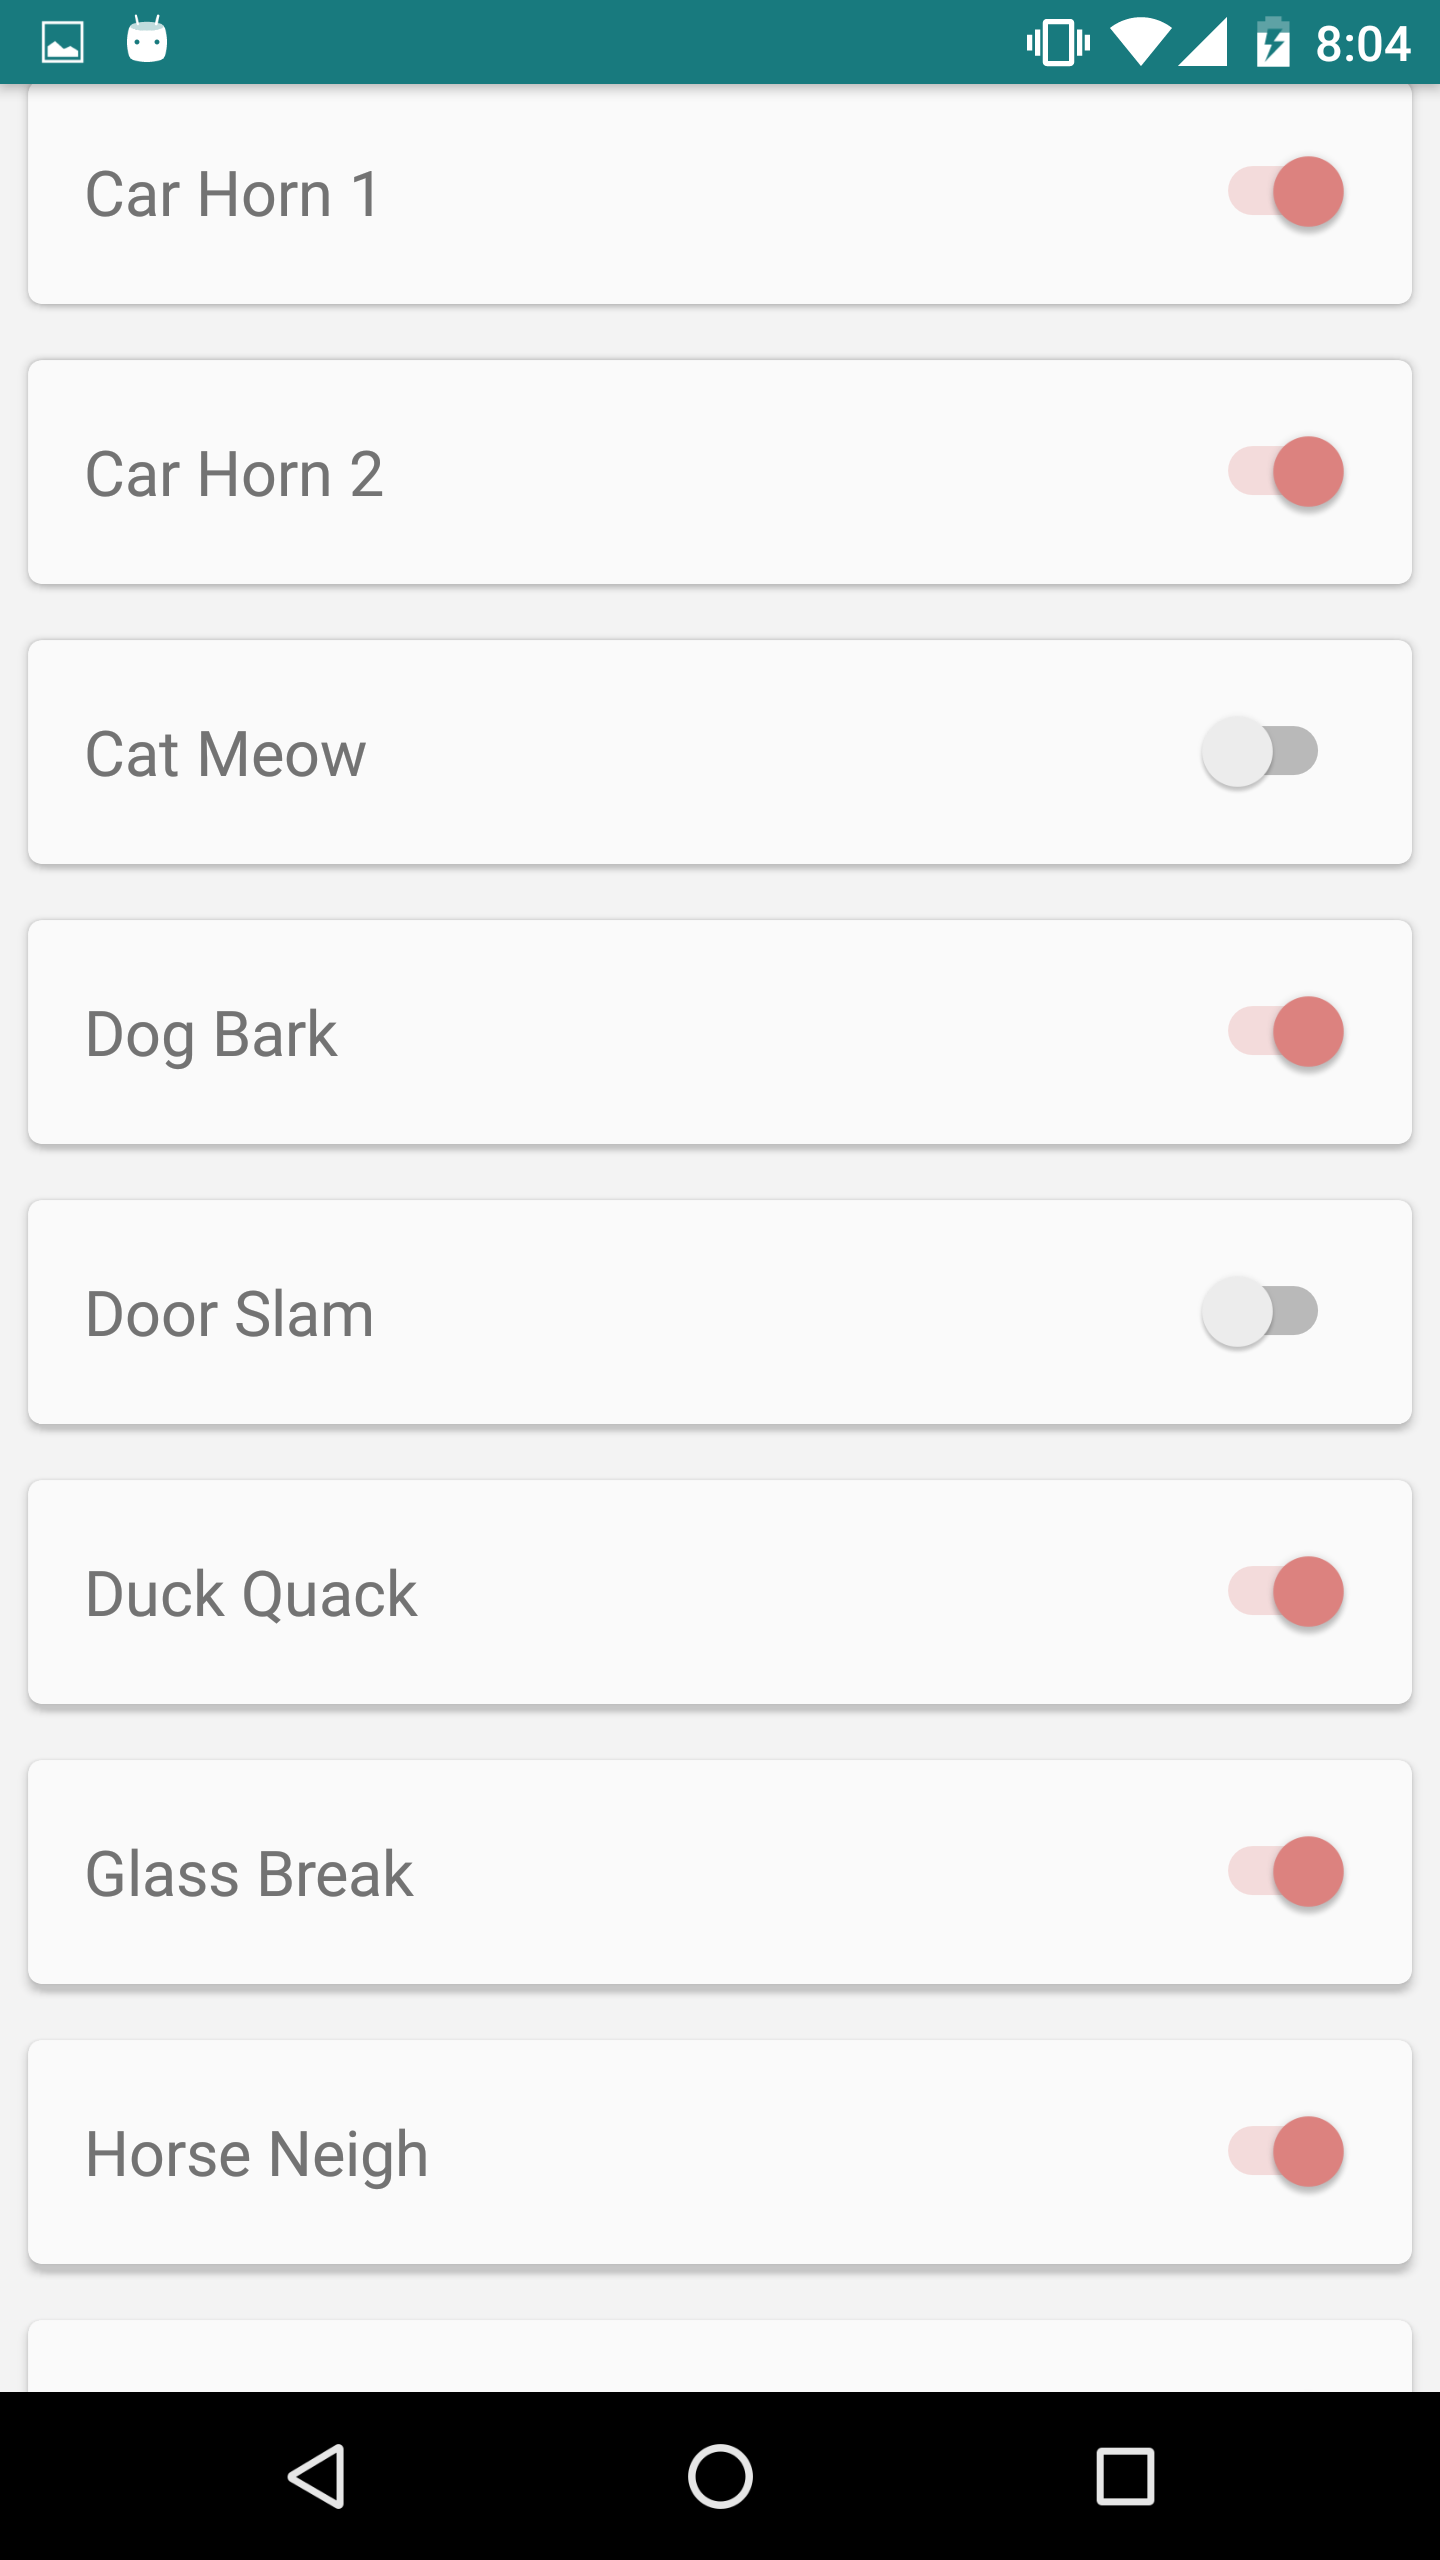 8:04
Car Horn 1
Car Horn 2
Cat Meow
Dog Bark
Door Slam
Duck Quack
Glass Break
Horse Neigh